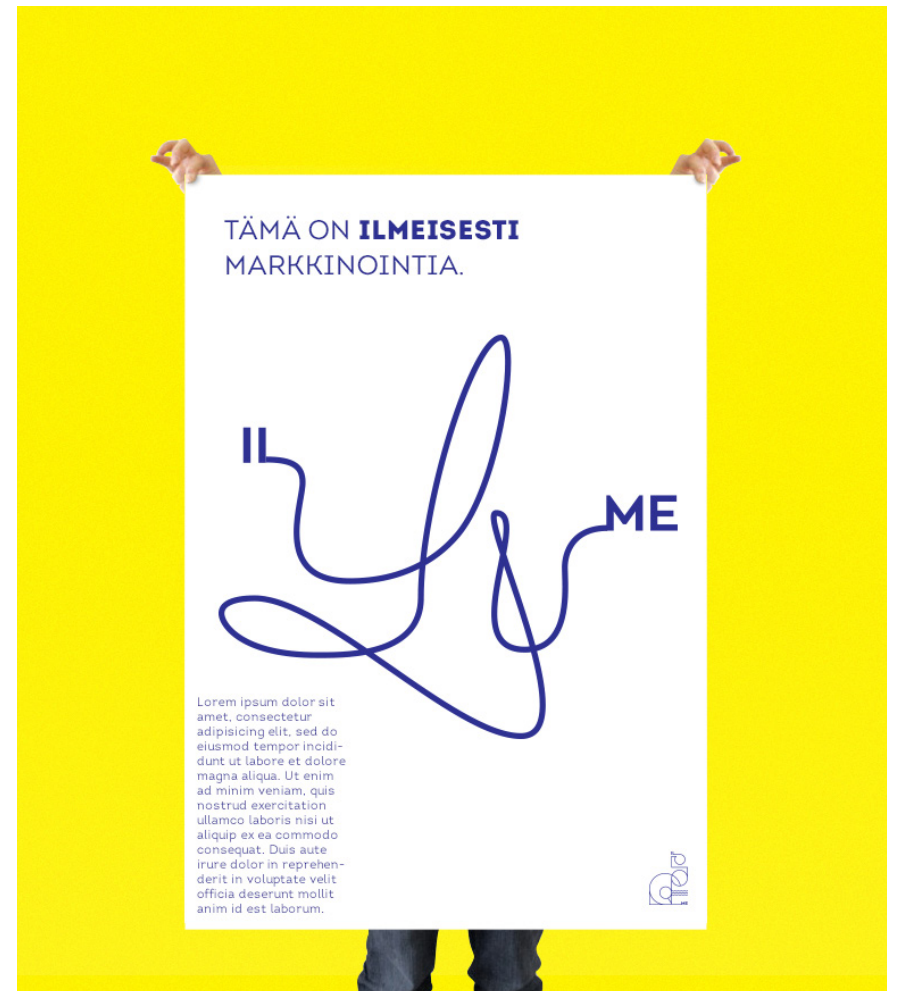 TÄMÄ ON ILMEISESTI
MARKKINOINTIA.
IL
ME
Lorem ipsum dolor sit
amet, consectetur
adipisicing elit, sed do
eiusmod tempor incidi-
dunt ut labore et dolore
magna aliqua. Ut enim
ad minim veniam, quis
nostrud exercitation
ullamco laboris nisi ut
aliquip ex ea commodo
consequat. Duis aute
irure dolor in reprehen-
derit in voluptate velit
officia deserunt mollit
anim id est laborum.